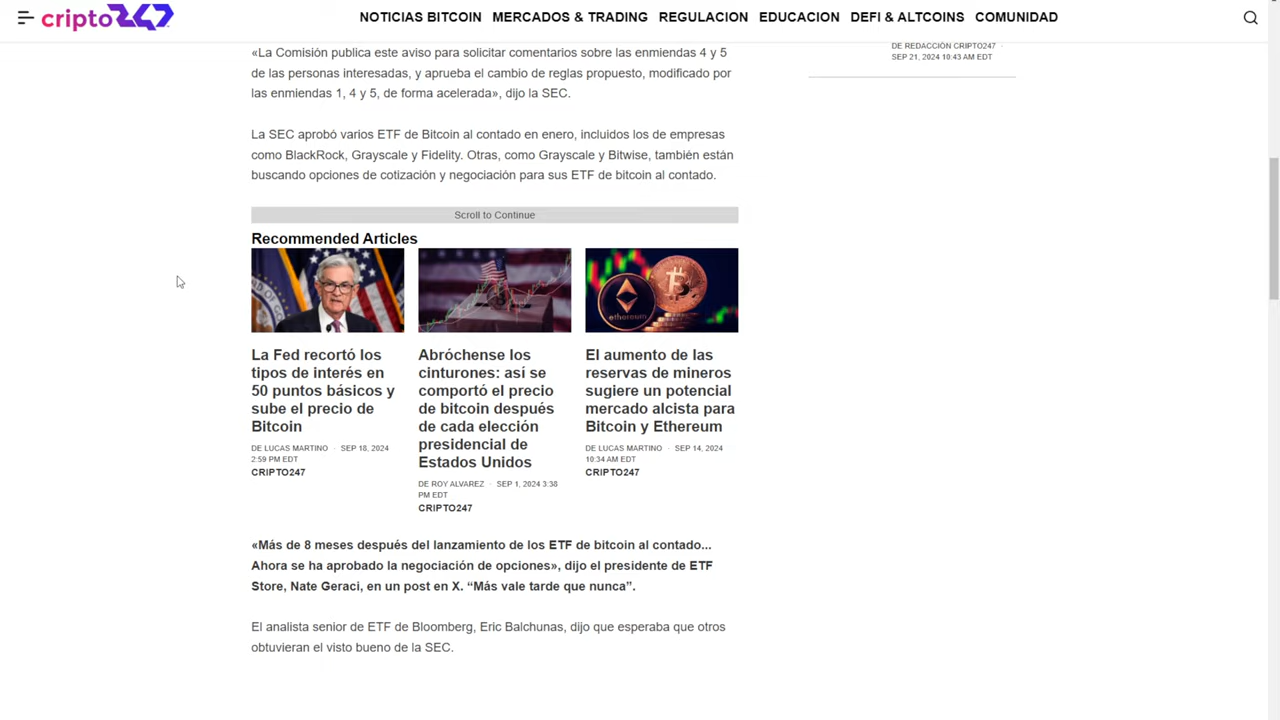 cripto247
NOTICIAS BITCOIN MERCADOS & TRADING REGULACION EDUCACION DEFI & ALTCOINS COMUNIDAD
«La Comisión publica este aviso para solicitar comentarios sobre las enmiendas 4 y 5
de las personas interesadas, y aprueba el cambio de reglas propuesto, modificado por
las enmiendas 1, 4 y 5, de forma acelerada», dijo la SEC.
DE REDACCIÓN CRIPTO247 ·
SEP 21, 2024 10:43 AM EDT
La SEC aprobó varios ETF de Bitcoin al contado en enero, incluidos los de empresas
como BlackRock, Grayscale y Fidelity. Otras, como Grayscale y Bitwise, también están
buscando opciones de cotización y negociación para sus ETF de bitcoin al contado.
Scroll to Continue
Recommended Articles
ethereum
La Fed recortó los
tipos de interés en
50 puntos básicos y
sube el precio de
Bitcoin
DE LUCAS MARTINO · SEP 18, 2024
2:59 PM EDT
CRIPTO247
Abróchense los
cinturones: así se
comportó el precio
de bitcoin después
de cada elección
presidencial de
Estados Unidos
DE ROY ALVAREZ · SEP 1, 2024 3:38
PM EDT
CRIPTO247
El aumento de las
reservas de mineros
sugiere un potencial
mercado alcista para
Bitcoin y Ethereum
DE LUCAS MARTINO · SEP 14, 2024
10:34 AM EDT
CRIPTO247
«Más de 8 meses después del lanzamiento de los ETF de bitcoin al contado...
Ahora se ha aprobado la negociación de opciones», dijo el presidente de ETF
Store, Nate Geraci, en un post en X. “Más vale tarde que nunca”.
El analista senior de ETF de Bloomberg, Eric Balchunas, dijo que esperaba que otros
obtuvieran el visto bueno de la SEC.